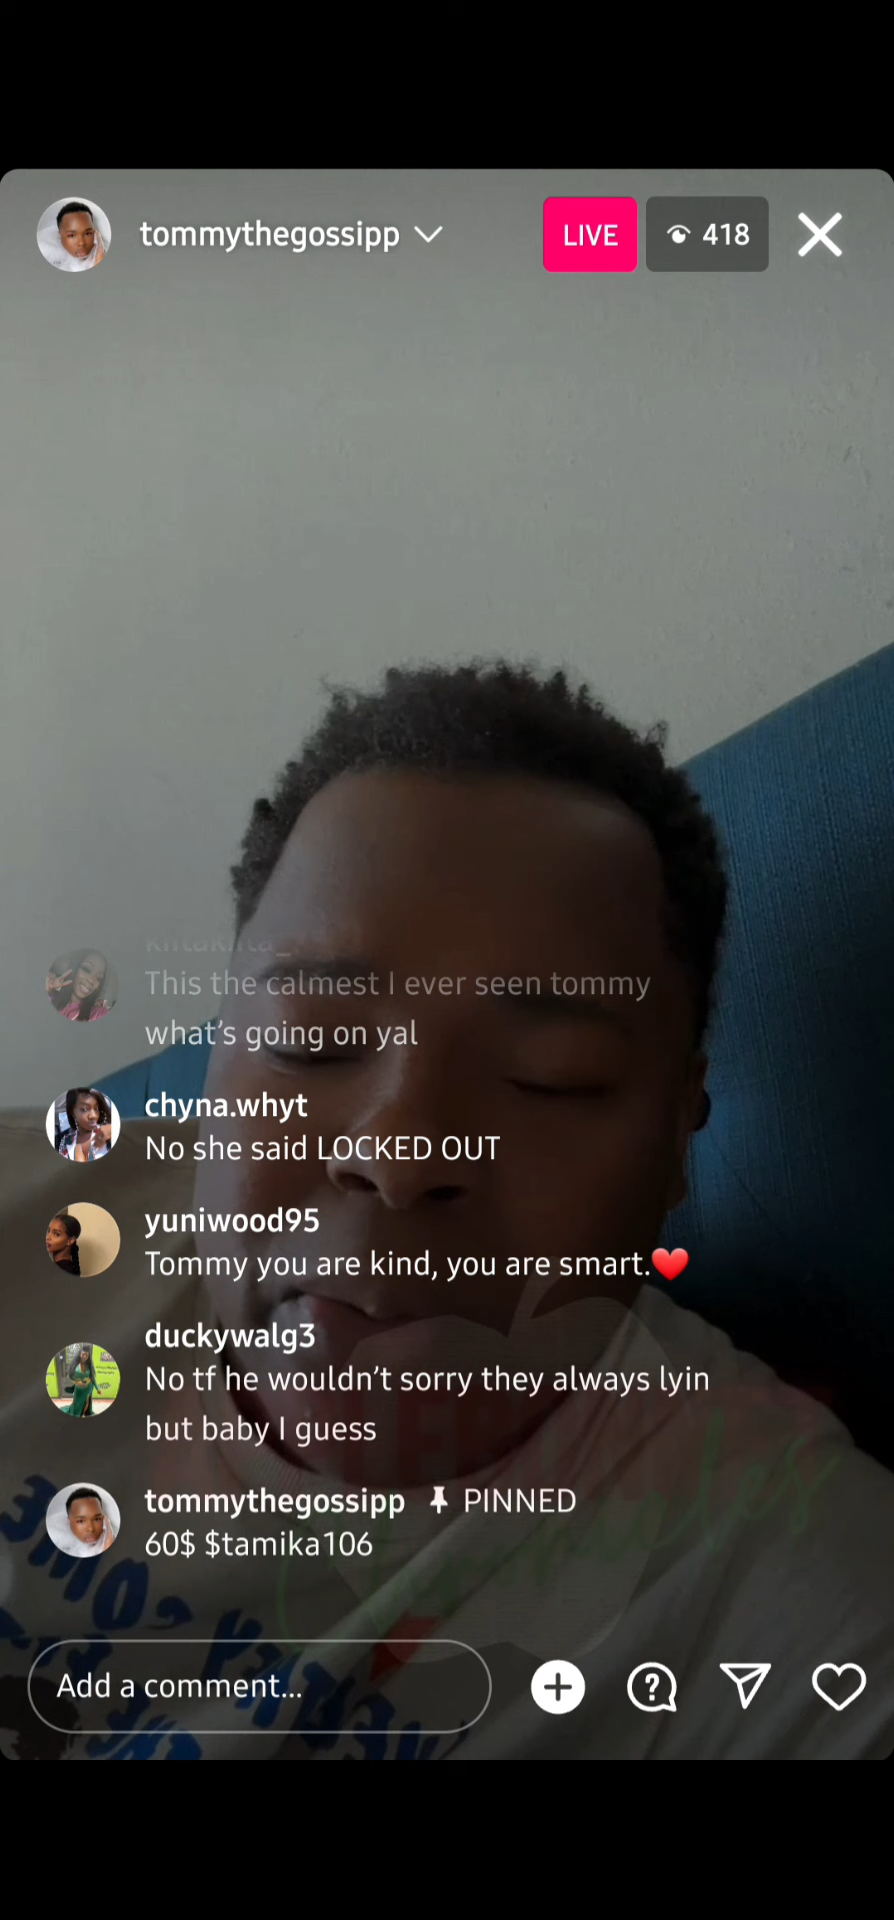 tommythegossipp
LIVE
418
This the calmest I ever seen tommy
what's going on yal
chyna.whyt
No she said LOCKED OUT
yuniwood95
Tommy you are kind, you are smart.❤️
duckywalg3
No tf he wouldn't sorry they always lyin
but baby I guess
tommythegossipp PINNED
60$ $tamika106
Add a comment...